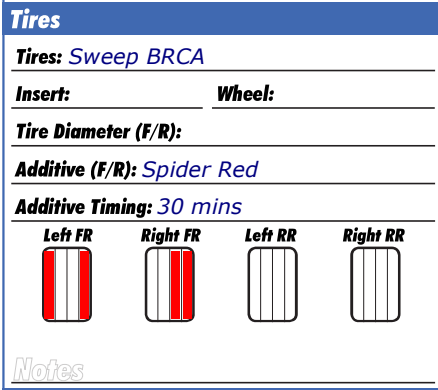 Tires
Tires: Sweep BRCA
Insert: Wheel:
Tire Diameter (F/R):
Additive (F/R): Spider Red
Additive Timing: 30 mins
Left FR Right FR Left RR Right RR
Notes